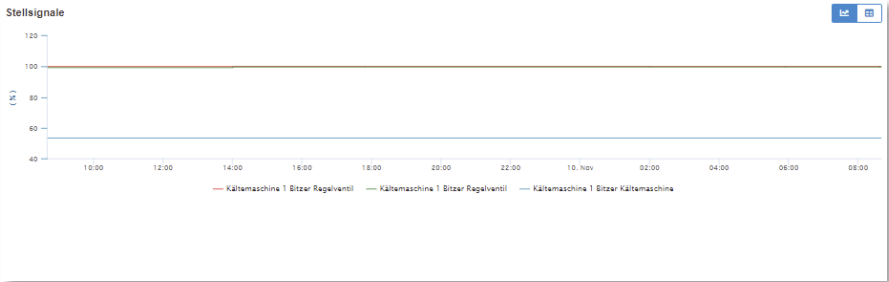 Stellsignale
120
100
80
60
40
(%)
10:00 12:00 14:00 16:00 18:00 20:00 22:00 10. Nov 02:00 04:00 06:00 08:00
Kältemaschine 1 Bitzer Regelventil Kältemaschine 1 Bitzer Regelventil Kältemaschine 1 Bitzer Kältemaschine